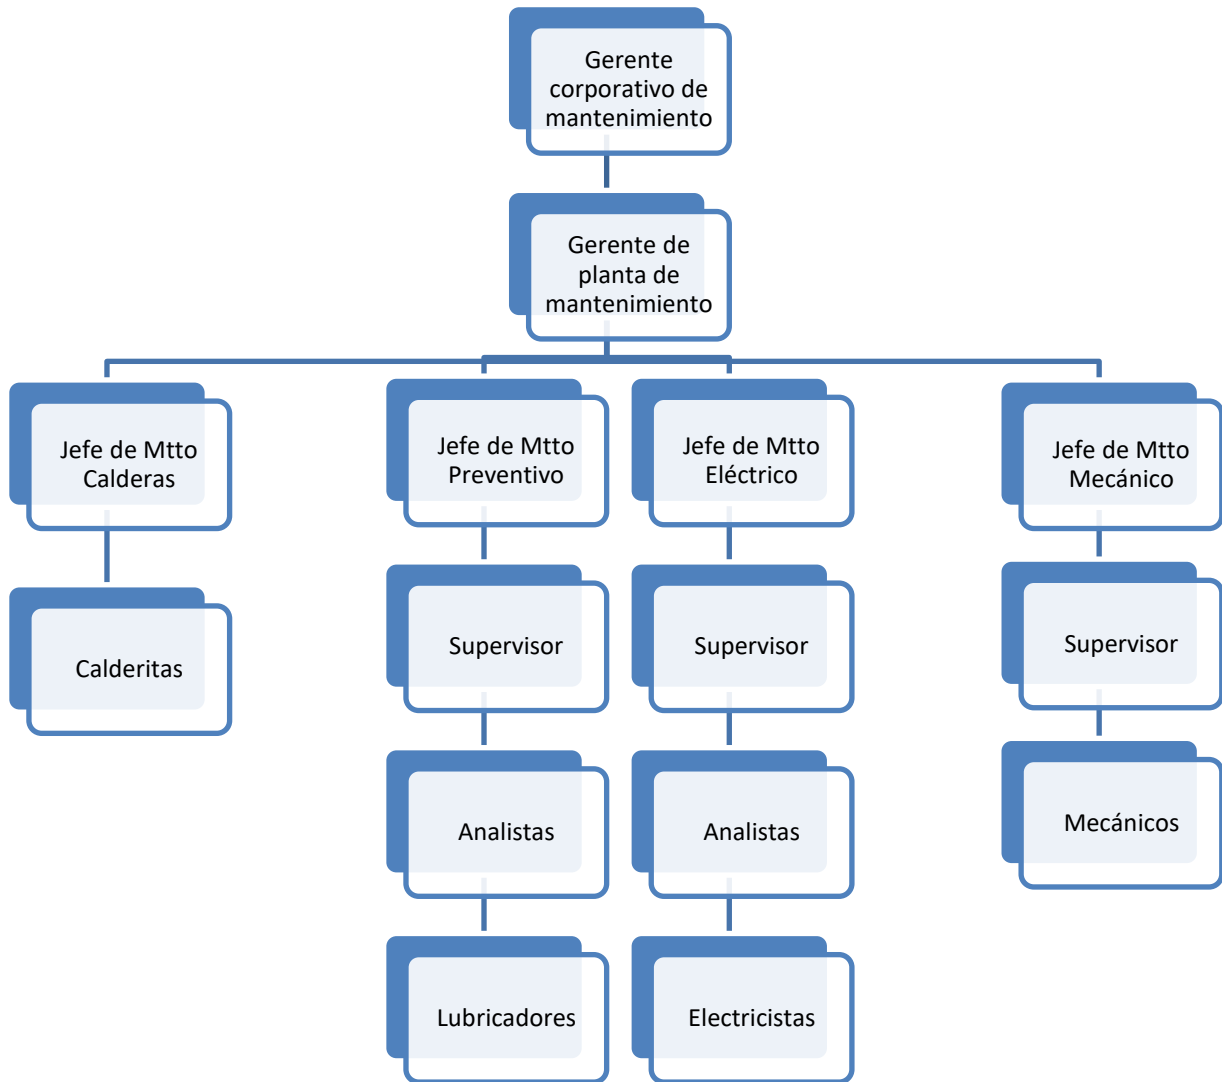 Gerente
corporativo de
mantenimiento
Gerente de
planta de
mantenimiento
Jefe de Mtto
Calderas
Jefe de Mtto
Preventivo
Jefe de Mtto
Eléctrico
Jefe de Mtto
Mecánico
Calderitas
Supervisor
Supervisor
Supervisor
Analistas
Analistas
Mecánicos
Lubricadores
Electricistas